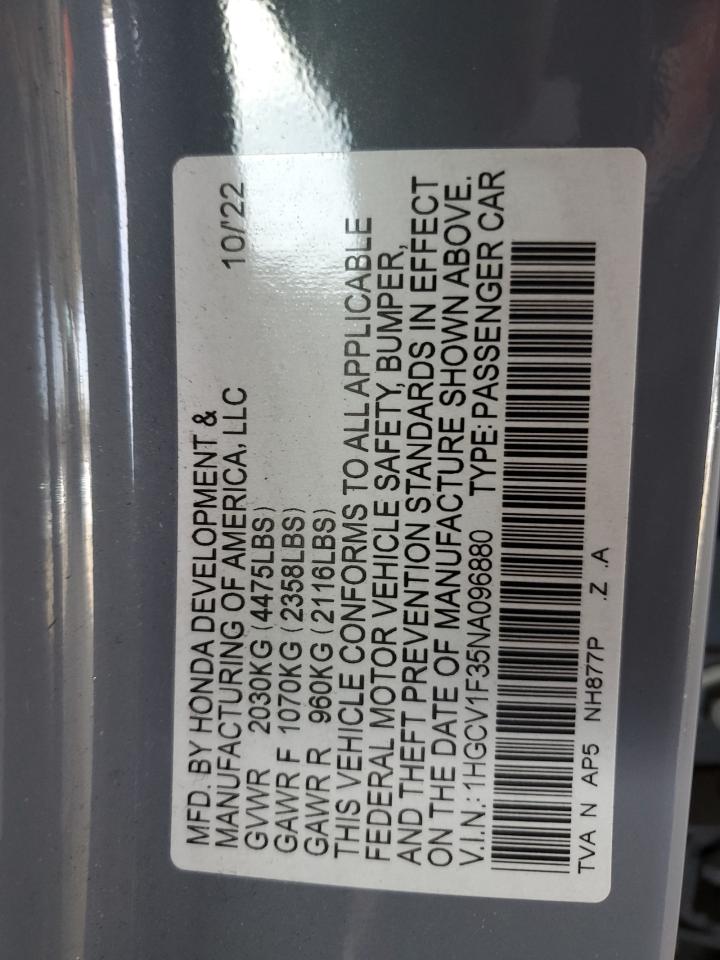 MFD. BY HONDA DEVELOPMENT &
MANUFACTURING OF AMERICA, LLC 10/'22
GVWR 2030KG (4475LBS)
GAWR F 1070KG (2358LBS)
GAWR R 960KG (2116LBS)
THIS VEHICLE CONFORMS TO ALL APPLICABLE
FEDERAL MOTOR VEHICLE SAFETY, BUMPER,
AND THEFT PREVENTION STANDARDS IN EFFECT
ON THE DATE OF MANUFACTURE SHOWN ABOVE.
V.I.N.: 1HGCV1F35NA096880 TYPE: PASSENGER CAR
TVA N AP5 NH877P .Z .A